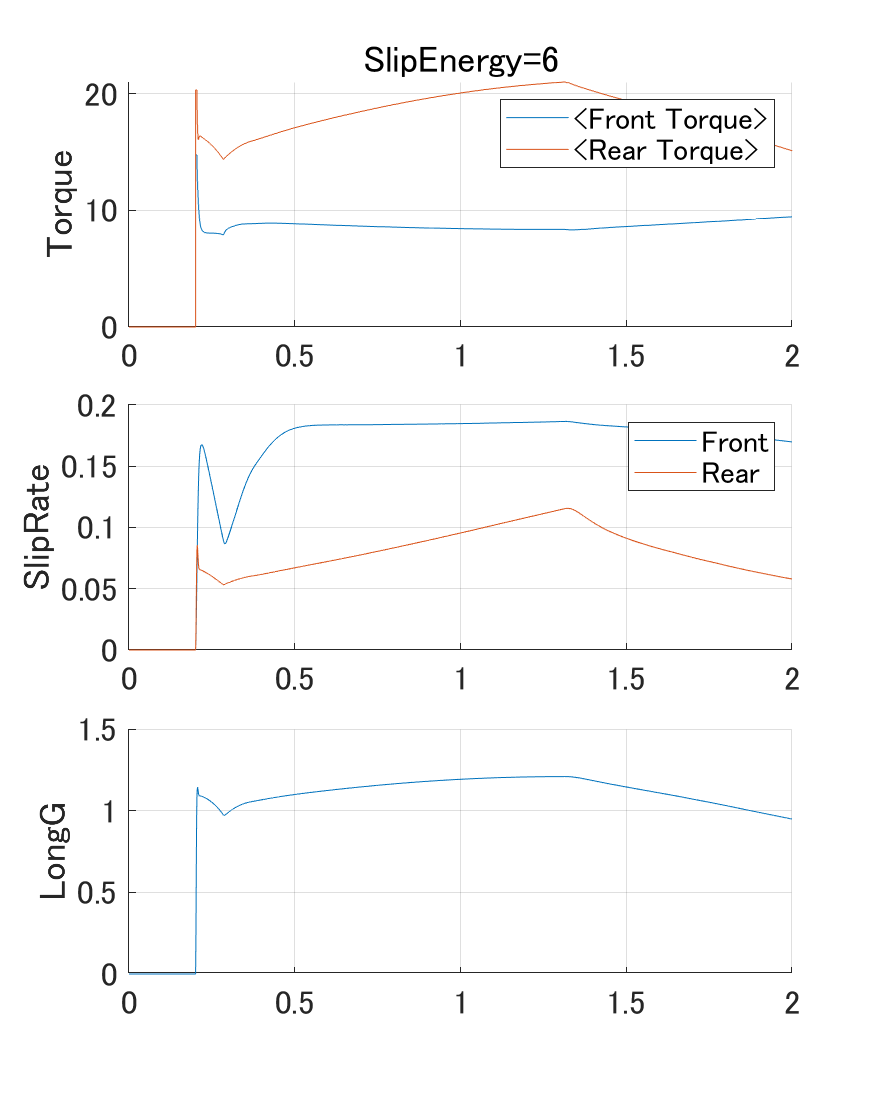 SlipEnergy=6
Torque
20
10
0
<Front Torque>
<Rear Torque>
0 0.5 1 1.5 2
SlipRate
0.2
0.15
0.1
0.05
0
Front
Rear
0 0.5 1 1.5 2
LongG
1.5
1
0.5
0
0 0.5 1 1.5 2